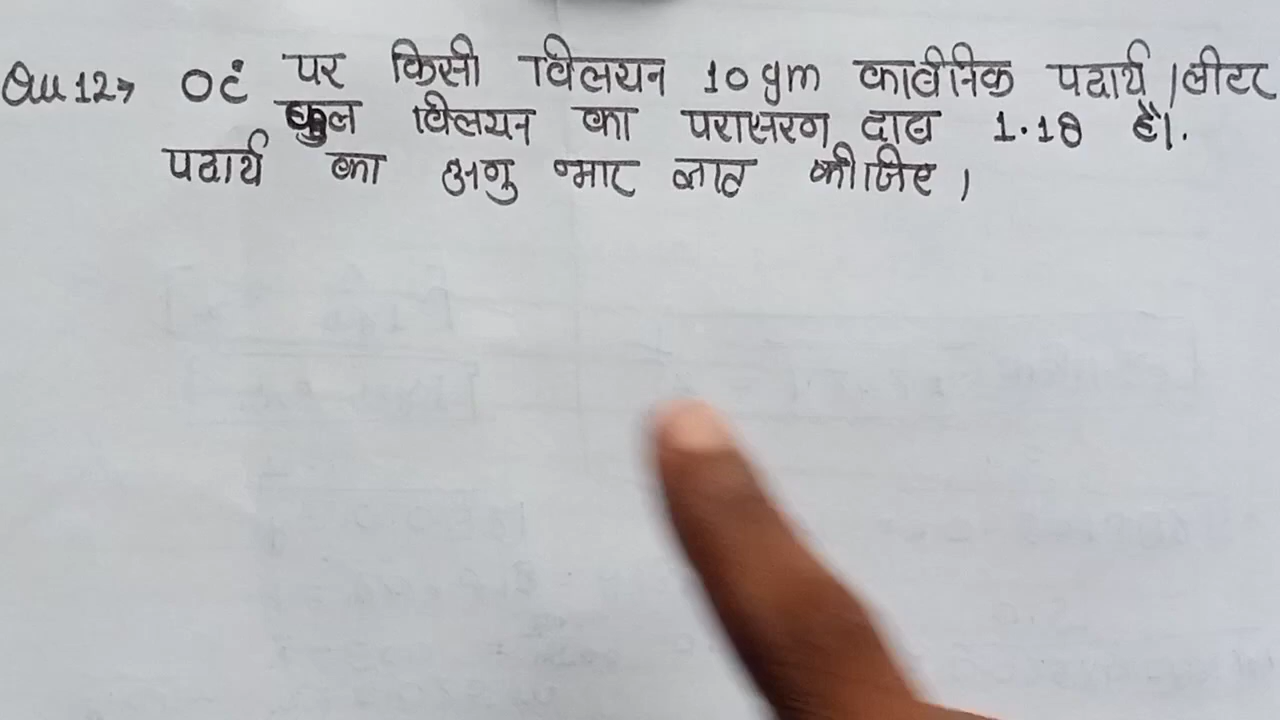 Qu 12→ 0℃ पर किसी विलयन 10 gm कार्बनिक पदार्थ /लीटर
घुल विलयन का परासरण दाब 1.18 है।.
पदार्थ का अणु भार ज्ञात कीजिए।